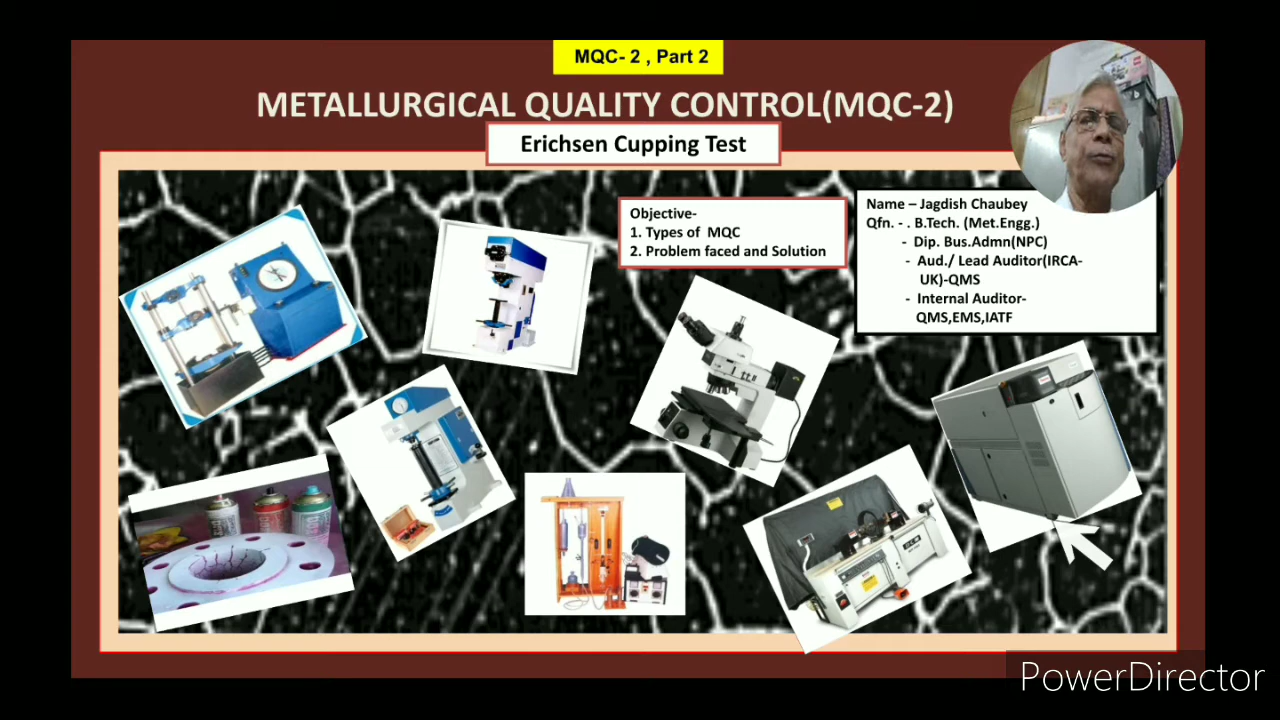 MQC- 2 , Part 2
METALLURGICAL QUALITY CONTROL(MQC-2)
Erichsen Cupping Test
Objective-
1. Types of MQC
2. Problem faced and Solution
Name – Jagdish Chaubey
Qfn. - . B.Tech. (Met.Engg.)
- Dip. Bus.Admn(NPC)
- Aud./ Lead Auditor(IRCA-
UK)-QMS
- Internal Auditor-
QMS,EMS,IATF
PowerDirector